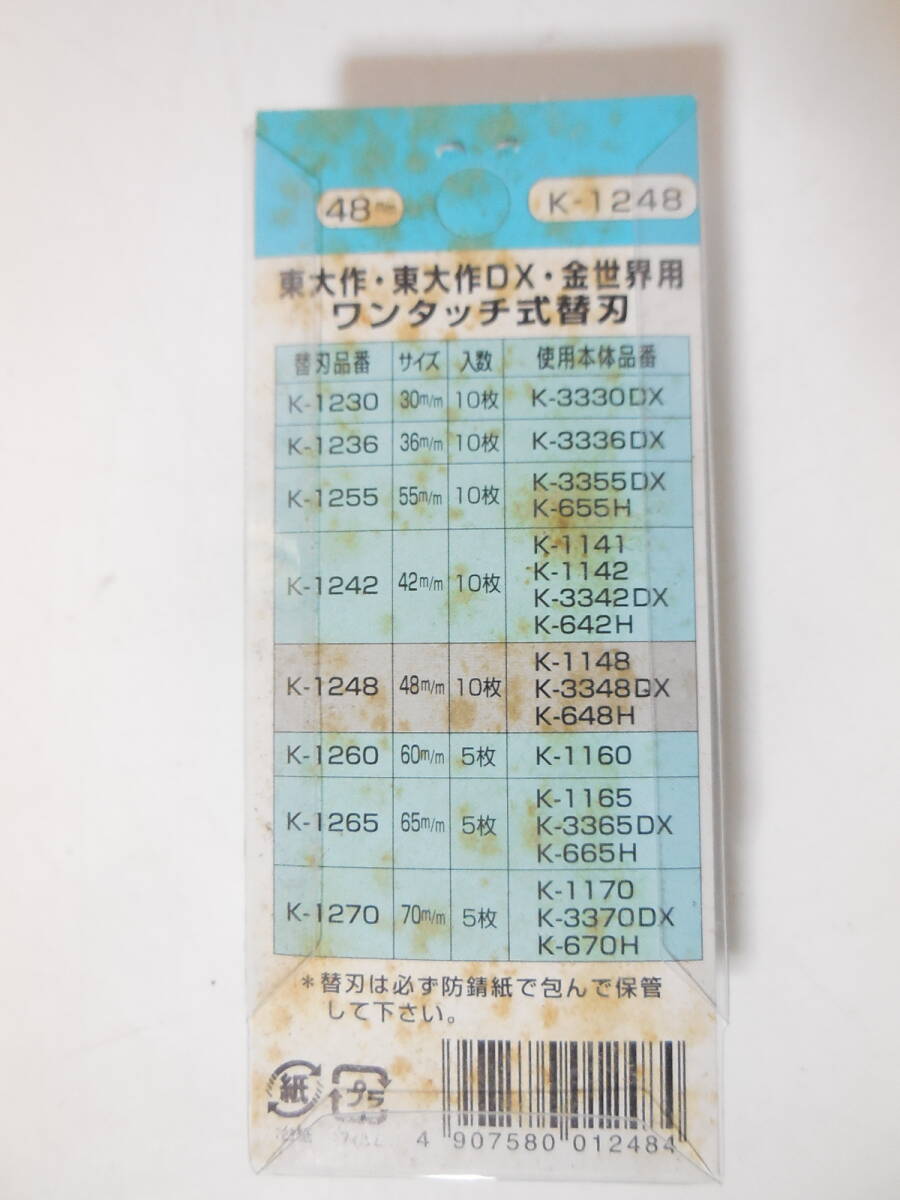 48mm K-1248
東大作・東大作DX・金世界用
ワンタッチ式替刃
替刃品番 サイズ 入数 使用本体品番
K-1230 30m/m 10枚 K-3330DX
K-1236 36m/m 10枚 K-3336DX
K-1255 55m/m 10枚 K-3355DX
K-655H
K-1242 42m/m 10枚 K-1141
K-1142
K-3342DX
K-642H
K-1248 48m/m 10枚 K-1148
K-3348DX
K-648H
K-1260 60m/m 5枚 K-1160
K-1265 65m/m 5枚 K-1165
K-3365DX
K-665H
K-1270 70m/m 5枚 K-1170
K-3370DX
K-670H
*替刃は必ず防錆紙で包んで保管
して下さい。
紙 プラ
4 907580 012484